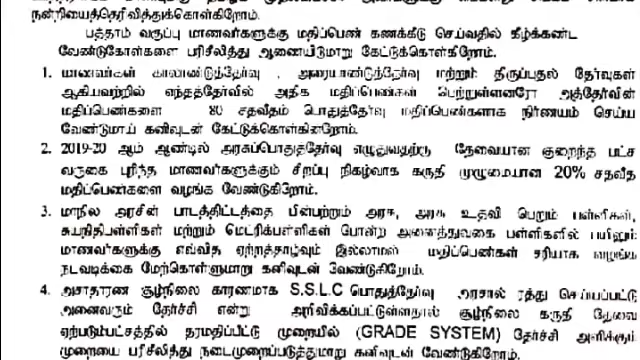 நன்றியைத்தெரிவித்துக்கொள்கிறோம்.
பத்தாம் வகுப்பு மாணவர்களுக்கு மதிப்பெண் கணக்கீடு செய்வதில் கீழ்க்கண்ட
வேண்டுகோள்களை பரிசீலித்து ஆணையிடுமாறு கேட்டுக்கொள்கிறோம்.
1. மாணவர்கள் காலாண்டுத்தேர்வு , அரையாண்டுத்தேர்வு மற்றும் திருப்புதல் தேர்வுகள்
ஆகியவற்றில் எந்தத்தேர்வில் அதிக மதிப்பெண்கள் பெற்றுள்ளனரோ அத்தேர்வின்
மதிப்பெண்களை 80 சதவீதம் பொதுத்தேர்வு மதிப்பெண்களாக நிர்ணயம் செய்ய
வேண்டுமாய் கனிவுடன் கேட்டுக்கொள்கின்றோம்.
2. 2019-20 ஆம் ஆண்டில் அரசுப்பொதுத்தேர்வு எழுதுவதற்கு தேவையான குறைந்த பட்ச
வருகை புரிந்த மாணவர்களுக்கும் சிறப்பு நிகழ்வாக கருதி முழுமையான 20% சதவீத
மதிப்பெண்களை வழங்க வேண்டுகிறோம்.
3. மாநில அரசின் பாடத்திட்டத்தை பின்பற்றும் அரசு, அரசு உதவி பெறும் பள்ளிகள்,
சுயநிதிபள்ளிகள் மற்றும் மெட்ரிக்பள்ளிகள் போன்ற அனைத்துவகை பள்ளிகளில் பயிலும்
மாணவர்களுக்கு எவ்வித ஏற்றத்தாழ்வும் இல்லாமல் மதிப்பெண்கள் சரியாக வழங்க
நடவடிக்கை மேற்கொள்ளுமாறு கனிவுடன் வேண்டுகிறோம்.
4. அசாதாரண சூழ்நிலை காரணமாக S.S.L.C பொதுத்தேர்வு அரசால் ரத்து செய்யப்பட்டு
அனைவரும் தேர்ச்சி என்று அறிவிக்கப்பட்டுள்ளதால் சூழ்நிலை கருதி தேவை
ஏற்படும்பட்சத்தில் தரமதிப்பீட்டு முறையில் (GRADE SYSTEM) தேர்ச்சி அளிக்கும்
முறையை பரிசீலித்து நடைமுறைப்படுத்துமாறு கனிவுடன் வேண்டுகிறோம்.